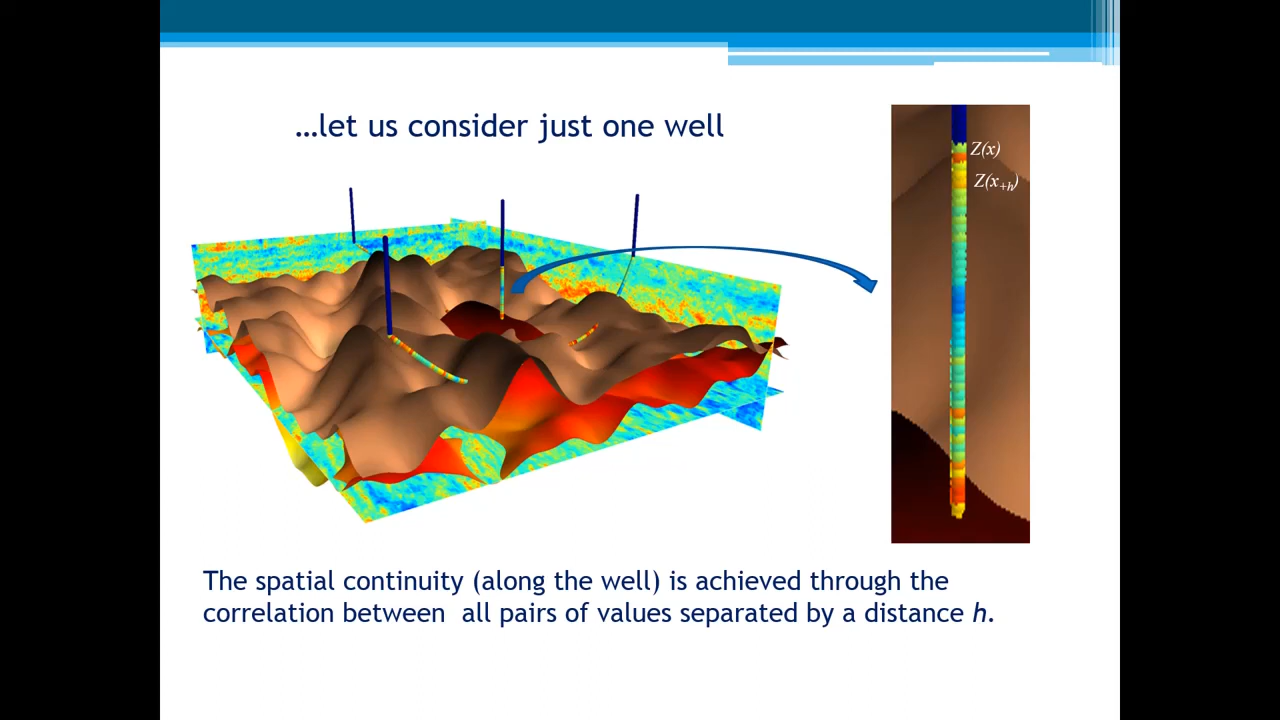 …let us consider just one well
Z(x)
Z(x+h)
The spatial continuity (along the well) is achieved through the
correlation between  all pairs of values separated by a distance h.